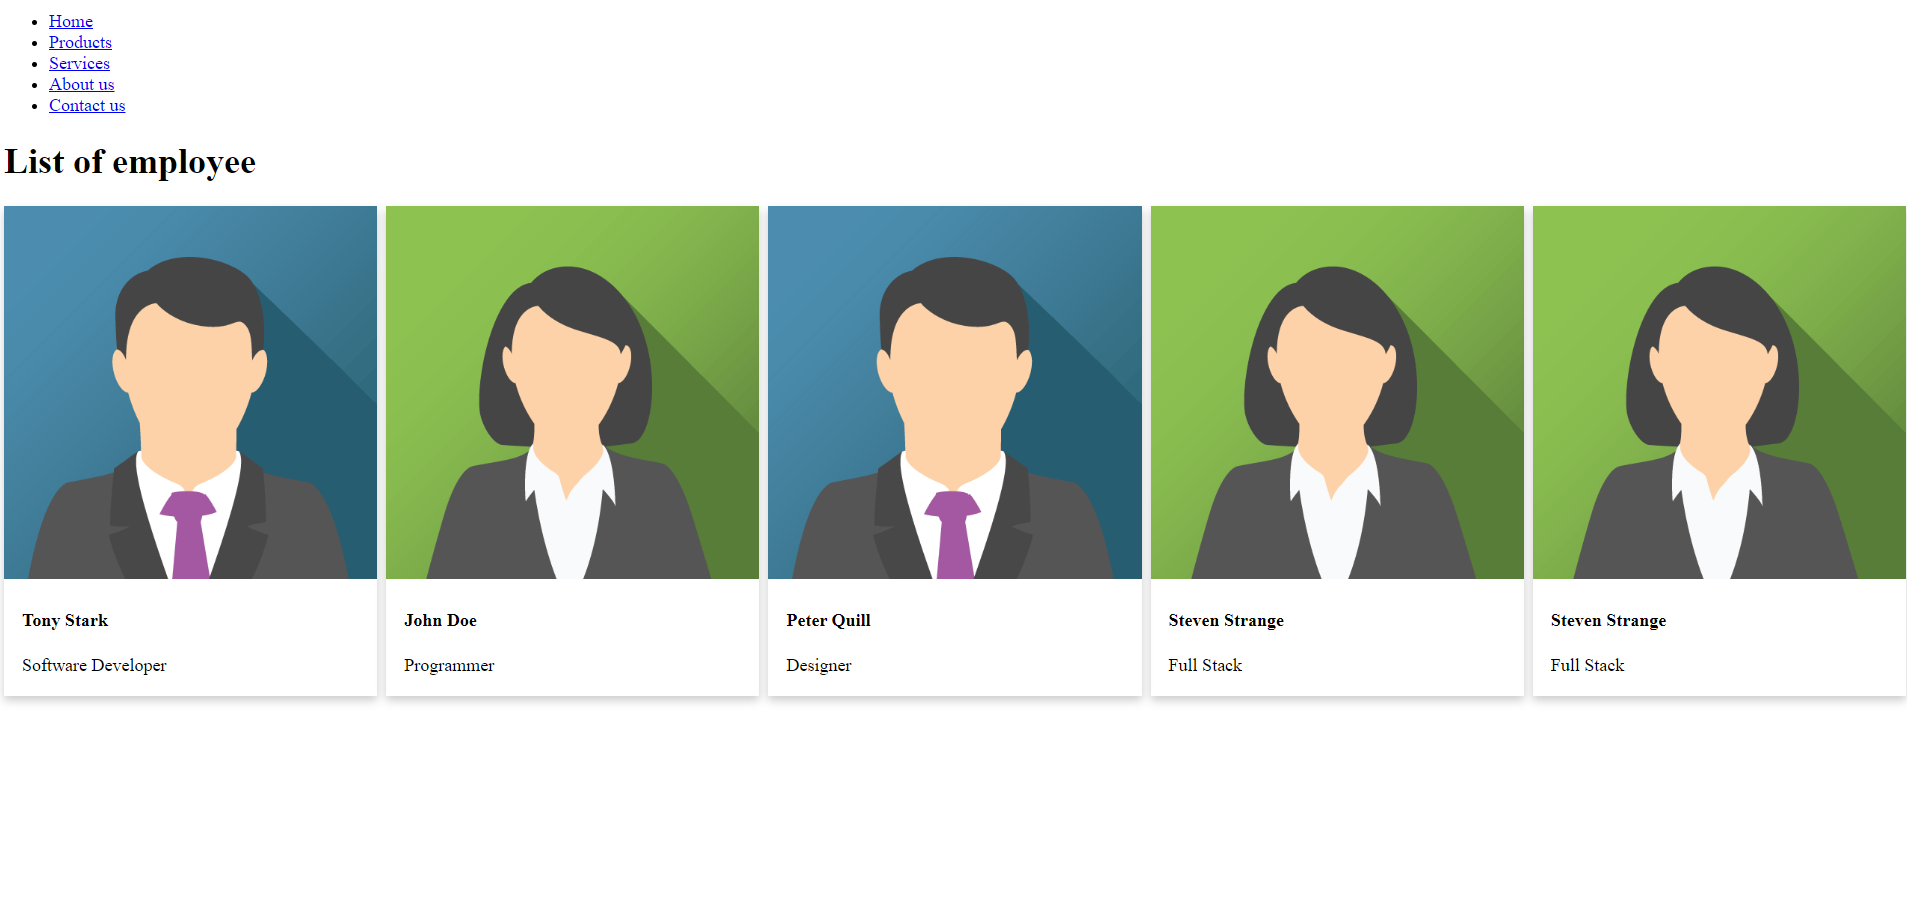 Home
Products
Services
About us
Contact us
List of employee
Tony Stark
Software Developer
John Doe
Programmer
Peter Quill
Designer
Steven Strange
Full Stack
Steven Strange
Full Stack